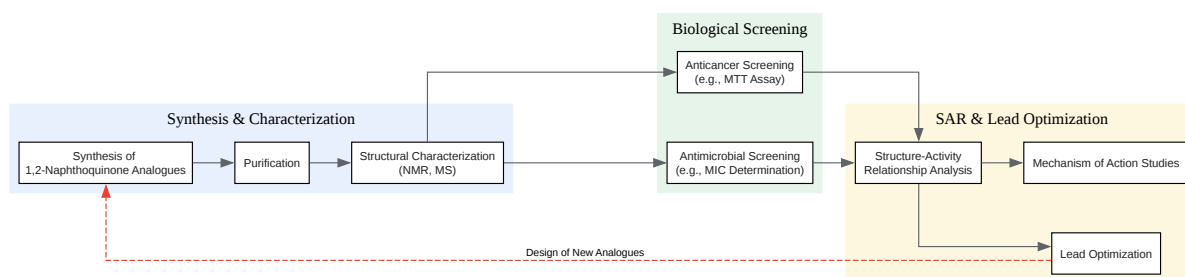 Biological Screening
Anticancer Screening
(e.g., MTT Assay)
Synthesis & Characterization
SAR & Lead Optimization
Synthesis of
1,2-Naphthoquinone Analogues
Purification
Structural Characterization
(NMR, MS)
Antimicrobial Screening
(e.g., MIC Determination)
Structure-Activity
Relationship Analysis
Mechanism of Action Studies
Design of New Analogues
Lead Optimization